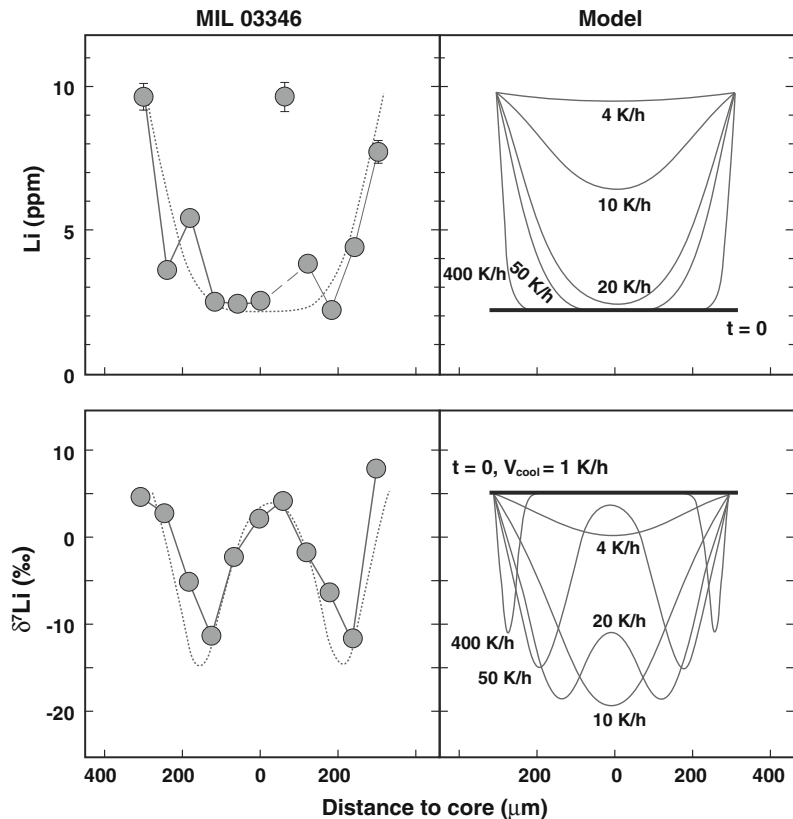 MIL 03346
Model
Li (ppm)
10
5
0
4 K/h
10 K/h
400 K/h
50 K/h
20 K/h
t = 0
δ⁷Li (‰)
10
0
-10
-20
t = 0, Vcool = 1 K/h
4 K/h
20 K/h
400 K/h
50 K/h
10 K/h
400 200 0 200 200 0 200 400
Distance to core (μm)